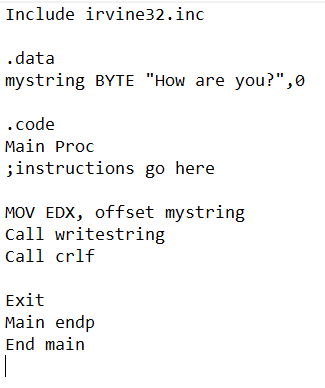 Include irvine32.inc
.data
mystring BYTE "How are you?",0
.code
Main Proc
;instructions go here
MOV EDX, offset mystring
Call writestring
Call crlf
Exit
Main endp
End main